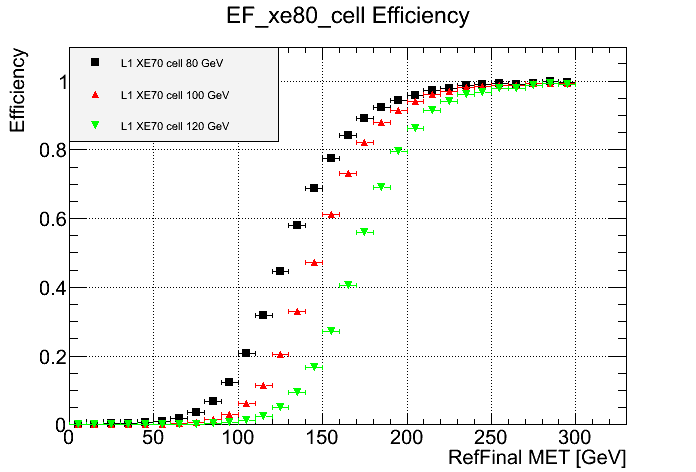 EF_xe80_cell Efficiency
Efficiency
L1 XE70 cell 80 GeV
L1 XE70 cell 100 GeV
L1 XE70 cell 120 GeV
1
0.8
0.6
0.4
0.2
0
0 50 100 150 200 250 300
RefFinal MET [GeV]